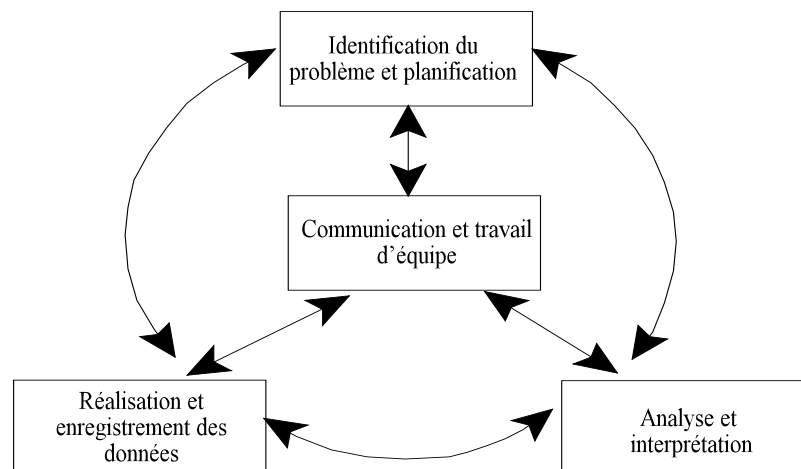 Identification du
problème et planification
Communication et travail
d’équipe
Réalisation et
enregistrement des
données
Analyse et
interprétation